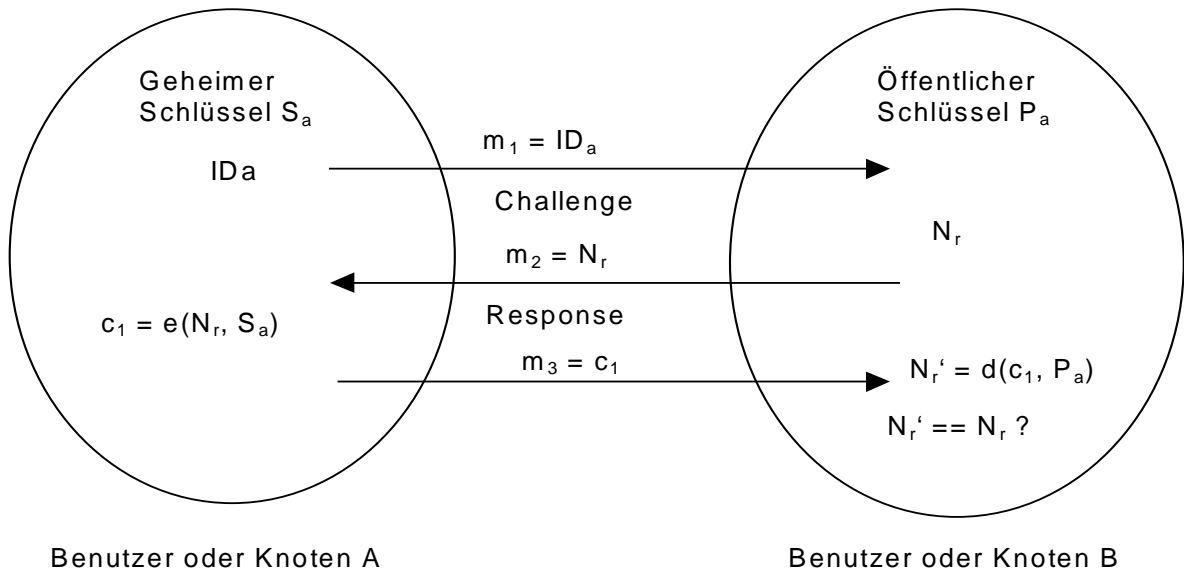 Geheimer
Schlüssel Sₐ
Öffentlicher
Schlüssel Pₐ
m₁ = IDₐ
IDa
Challenge
Nᵣ
m₂ = Nᵣ
c₁ = e(Nᵣ, Sₐ)
Response
m₃ = c₁
Nᵣ‘ = d(c₁, Pₐ)
Nᵣ‘ == Nᵣ ?
Benutzer oder Knoten A
Benutzer oder Knoten B